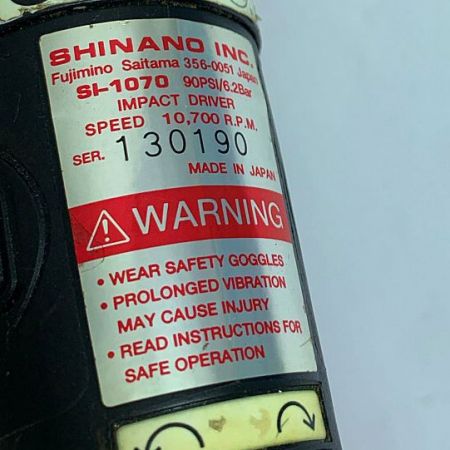 SHINANO INC.
Fujimino Saitama 356-0051 Japan
SI-1070 90PSI/6.2Bar
IMPACT DRIVER
SPEED 10,700 R.P.M.
SER. 130190
MADE IN JAPAN
WARNING
• WEAR SAFETY GOGGLES
• PROLONGED VIBRATION
MAY CAUSE INJURY
• READ INSTRUCTIONS FOR
SAFE OPERATION